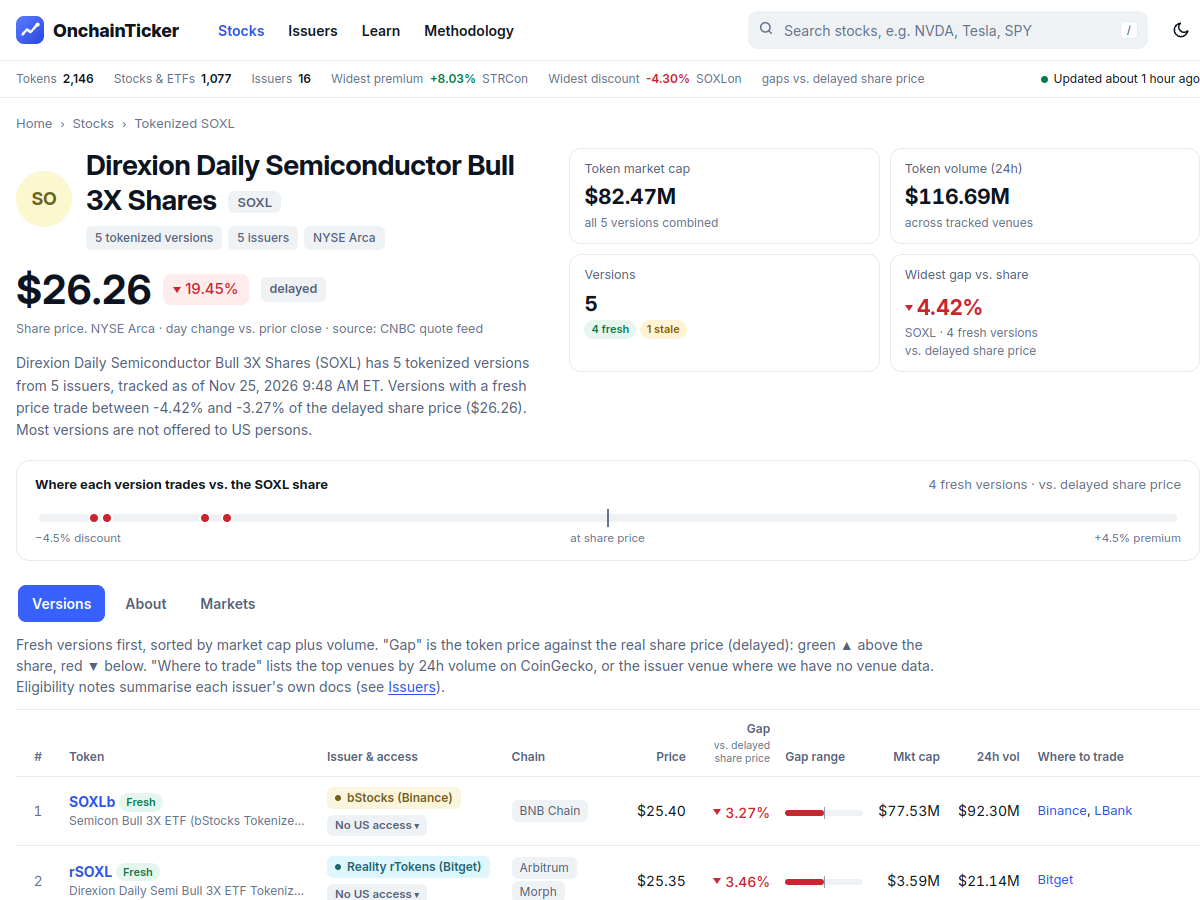 OnchainTicker Stocks Issuers Learn Methodology Search stocks, e.g. NVDA, Tesla, SPY /
Tokens 2,146 Stocks & ETFs 1,077 Issuers 16 Widest premium +8.03% STRCon Widest discount -4.30% SOXLon gaps vs. delayed share price Updated about 1 hour ago
Home › Stocks › Tokenized SOXL
SO
Direxion Daily Semiconductor Bull
3X Shares SOXL
5 tokenized versions 5 issuers NYSE Arca
$26.26 ▼ 19.45% delayed
Share price. NYSE Arca · day change vs. prior close · source: CNBC quote feed
Direxion Daily Semiconductor Bull 3X Shares (SOXL) has 5 tokenized versions
from 5 issuers, tracked as of Nov 25, 2026 9:48 AM ET. Versions with a fresh
price trade between -4.42% and -3.27% of the delayed share price ($26.26).
Most versions are not offered to US persons.
Token market cap
$82.47M
all 5 versions combined
Token volume (24h)
$116.69M
across tracked venues
Versions
5
4 fresh 1 stale
Widest gap vs. share
▼ 4.42%
SOXL · 4 fresh versions
vs. delayed share price
Where each version trades vs. the SOXL share 4 fresh versions · vs. delayed share price
−4.5% discount at share price +4.5% premium
Versions About Markets
Fresh versions first, sorted by market cap plus volume. "Gap" is the token price against the real share price (delayed): green ▲ above the
share, red ▼ below. "Where to trade" lists the top venues by 24h volume on CoinGecko, or the issuer venue where we have no venue data.
Eligibility notes summarise each issuer's own docs (see Issuers).
# Token Issuer & access Chain Price Gap vs. delayed share price Gap range Mkt cap 24h vol Where to trade
1 SOXLb Fresh bStocks (Binance) BNB Chain $25.40 ▼ 3.27% $77.53M $92.30M Binance, LBank
Semicon Bull 3X ETF (bStocks Tokenize... No US access ▾
2 rSOXL Fresh Reality rTokens (Bitget) Arbitrum $25.35 ▼ 3.46% $3.59M $21.14M Bitget
Direxion Daily Semi Bull 3X ETF Tokeniz... No US access ▾ Morph